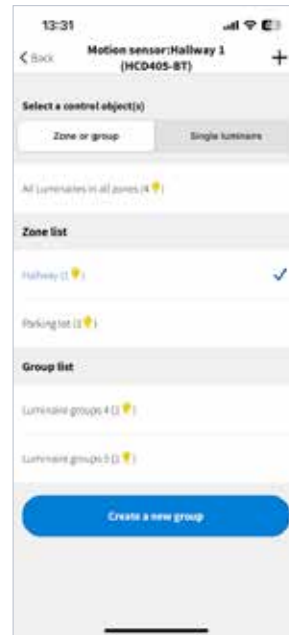 13:31
Back
Motion sensor:Hallway 1
(HCD405-BT)
+
Select a control object(s)
Zone or group
Single luminaire
All Luminaires in all zones (4💡)
Zone list
Hallway (1💡)
Parking lot (1💡)
Group list
Luminaire groups 4 (1💡)
Luminaire groups 5 (1💡)
Create a new group